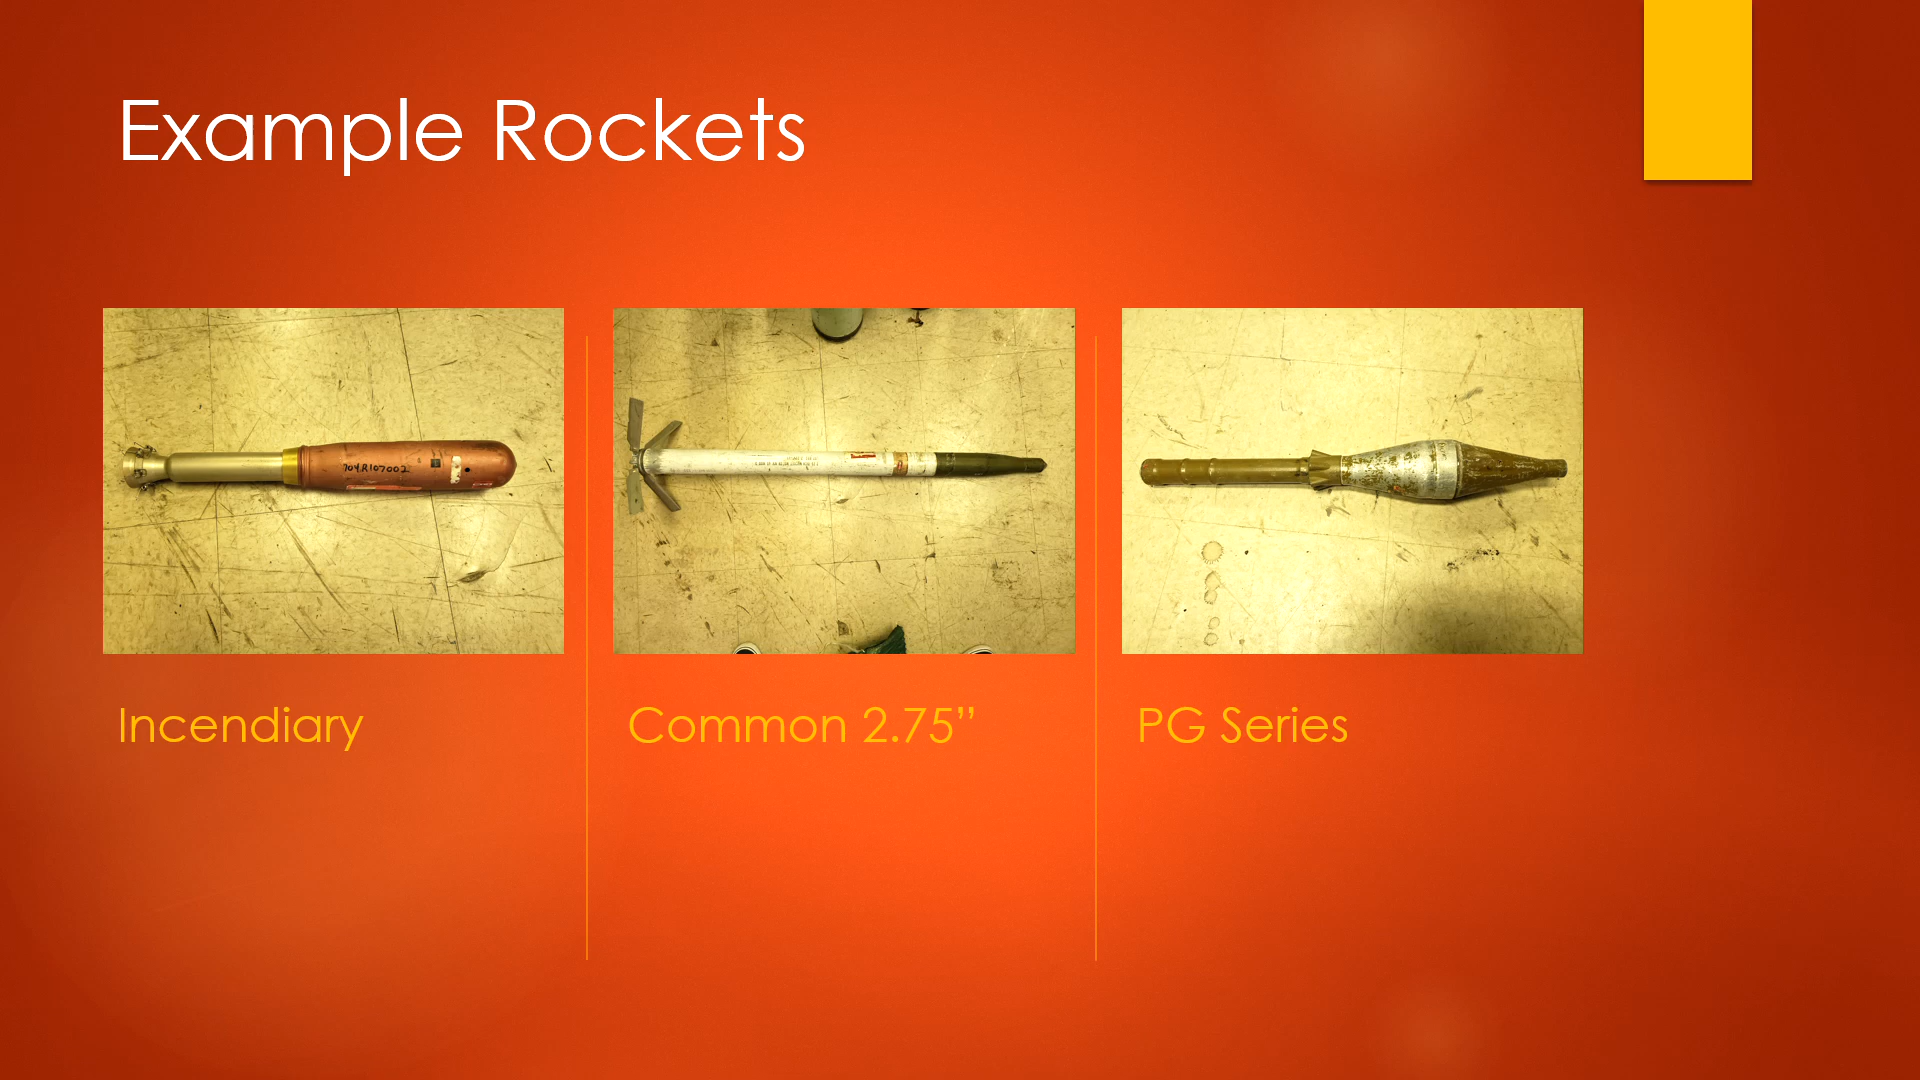 Example Rockets
704R107002
Incendiary
Common 2.75”
PG Series